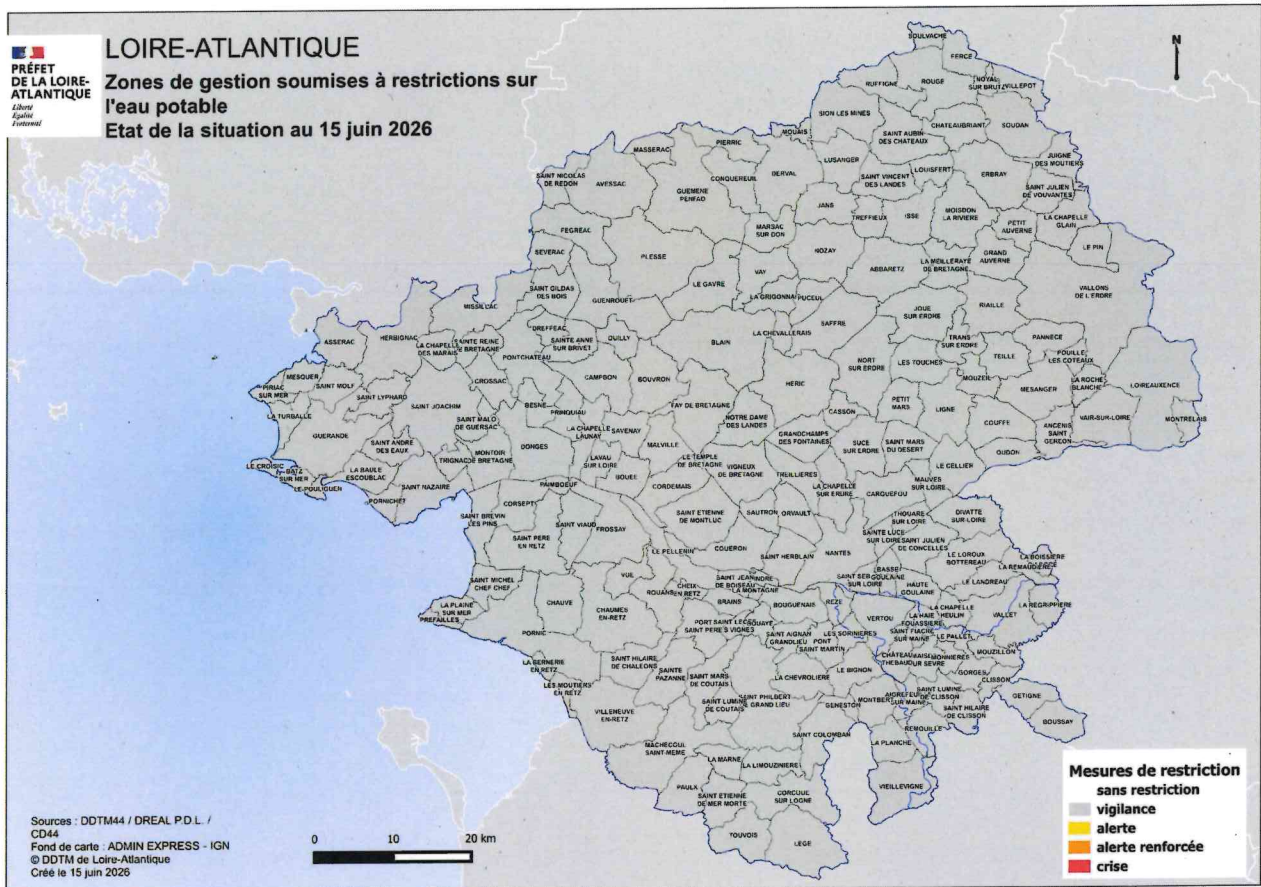 PRÉFET
DE LA LOIRE-
ATLANTIQUE
Liberté
Égalité
Fraternité
LOIRE-ATLANTIQUE
Zones de gestion soumises à restrictions sur
l'eau potable
Etat de la situation au 15 juin 2026
N
SOULVACHE
FERCE
RUFFIGNE
ROUGE
NOYAL
SUR BRUTZ
VILLEPOT
SION LES MINES
MOUAIS
CHATEAUBRIANT
SOUDAN
SAINT AUBIN
DES CHATEAUX
PIERRIC
MASSERAC
LUSANGER
JUIGNE
DES MOUTIERS
DERVAL
CONQUEREUIL
SAINT VINCENT
DES LANDES
LOUISFERT
ERBRAY
SAINT NICOLAS
DE REDON
AVESSAC
GUEMENE
PENFAO
SAINT JULIEN
DE VOUVANTES
JANS
TREFFIEUX
ISSE
MOISDON
LA RIVIERE
PETIT
AUVERNE
LA CHAPELLE
GLAIN
FEGREAC
MARSAC
SUR DON
LE PIN
SEVERAC
PLESSE
NOZAY
ABBARETZ
LA MEILLERAYE
DE BRETAGNE
GRAND
AUVERNE
VAY
SAINT GILDAS
DES BOIS
GUENROUET
LE GAVRE
LA GRIGONNA
PUCEUL
VALLONS
DE L'ERDRE
MISSILLAC
RIAILLE
JOUE
SUR ERDRE
SAFFRE
DREFFEAC
SAINTE ANNE
SUR BRIVET
QUILLY
BLAIN
LA CHEVALLERAIS
ASSERAC
HERBIGNAC
LA CHAPELLE
DES MARAIS
SAINTE REINE
DE BRETAGNE
PONTCHATEAU
TRANS
SUR ERDRE
PANNECE
TEILLE
POUILLE
LES COTEAUX
NORT
SUR ERDRE
LES TOUCHES
MOUZEIL
MESQUER
PIRIAC
SUR MER
SAINT MOLF
CROSSAC
CAMPBON
BOUVRON
HERIC
MESANGER
LA ROCHE
BLANCHE
LOIREAUXENCE
SAINT LYPHARD
SAINT JOACHIM
BESNE
PRINQUIAU
FAY DE BRETAGNE
PETIT
MARS
LIGNE
LA TURBALLE
SAINT MALO
DE GUERSAC
NOTRE DAME
DES LANDES
CASSON
VAIR-SUR-LOIRE
MONTRELAIS
GUERANDE
LA CHAPELLE
LAUNAY
SAVENAY
GRANDCHAMPS
DES FONTAINES
COUFFE
ANCENIS
SAINT
GEREON
SAINT ANDRE
DES EAUX
DONGES
MALVILLE
SUCE
SUR ERDRE
SAINT MARS
DU DESERT
OUDON
MONTOIR
DE BRETAGNE
TRIGNAC
LAVAU
SUR LOIRE
LE TEMPLE
DE BRETAGNE
LE CROISIC
BATZ
SUR MER
LA BAULE
ESCOUBLAC
BOUEE
VIGNEUX
DE BRETAGNE
TREILLIERES
LE CELLIER
LE POULIGUEN
PORNICHET
SAINT NAZAIRE
PAIMBOEUF
CORDEMAIS
LA CHAPELLE
SUR ERDRE
CARQUEFOU
MAUVES
SUR LOIRE
CORSEPT
SAINT BREVIN
LES PINS
SAINT VIAUD
FROSSAY
SAINT ETIENNE
DE MONTLUC
SAUTRON
ORVAULT
THOUARE
SUR LOIRE
DIVATTE
SUR-LOIRE
SAINT PERE
EN RETZ
LE PELLERIN
COUERON
SAINT HERBLAIN
NANTES
SAINTE LUCE
SUR LOIRE
SAINT JULIEN
DE CONCELLES
LE LOROUX
BOTTEREAU
LA BOISSIERE
LA REMAUDIERE
SAINT MICHEL
CHEF CHEF
VUE
ROUANS
CHEIX
EN RETZ
SAINT JEAN
DE BOISEAU
INDRE
LA MONTAGNE
SAINT SEB
SUR LOIRE
BASSE
GOULAINE
HAUTE
GOULAINE
LE LANDREAU
CHAUVE
CHAUMES
EN-RETZ
BRAINS
BOUGUENAIS
REZE
VERTOU
LA CHAPELLE
HEULIN
VALLET
LA REGRIPPIERE
LA PLAINE
SUR MER
PREFAILLES
PORT SAINT
SAINT PERE
BOUAYE
SAINT AIGNAN
GRANDLIEU
PONT
SAINT MARTIN
LES SORINIERES
LA HAIE
FOUASSIERE
SAINT FIACRE
SUR MAINE
LE PALLET
PORNIC
CHATEAU
THEBAUD
MONNIERES
MOUZILLON
LA BERNERIE
EN RETZ
SAINT HILAIRE
DE CHALEONS
SAINTE
PAZANNE
SAINT MARS
DE COUTAIS
LA CHEVROLIERE
LE BIGNON
GORGES
CLISSON
LES MOUTIERS
EN RETZ
VILLENEUVE
EN-RETZ
SAINT LUMINE
DE COUTAIS
SAINT PHILBERT
DE GRAND LIEU
GENESTON
MONTBERT
AIGREFEUI
SUR MAINE
SAINT LUMINE
DE CLISSON
GETIGNE
SAINT HILAIRE
DE CLISSON
BOUSSAY
REMOUILLE
SAINT COLOMBAN
LA PLANCHE
MACHECOUL
SAINT-MEME
LA MARNE
LA LIMOUZINIERE
VIEILLEVIGNE
PAULX
SAINT ETIENNE
DE MER MORTE
CORCOUE
SUR LOGNE
TOUVOIS
LEGE
Mesures de restriction
sans restriction
vigilance
alerte
alerte renforcée
crise
Sources : DDTM44 / DREAL P.D.L. /
CD44
Fond de carte : ADMIN EXPRESS - IGN
© DDTM de Loire-Atlantique
Créé le 15 juin 2026
0 10 20 km